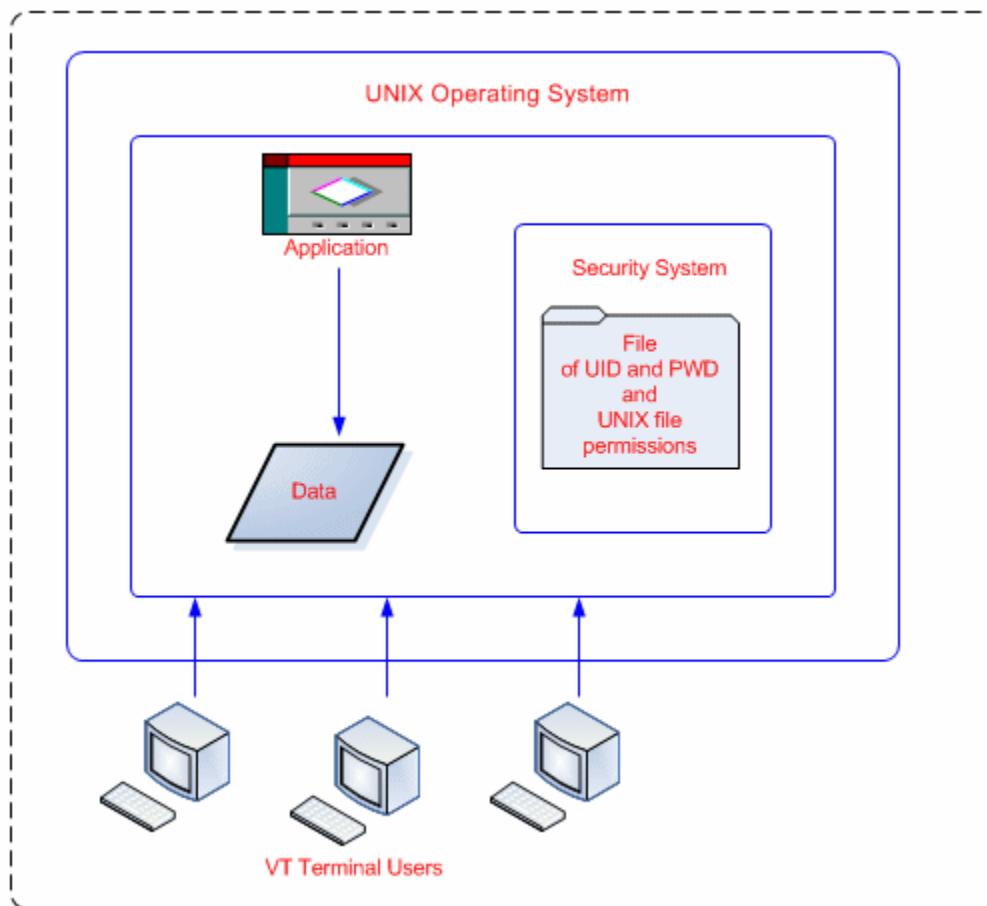 UNIX Operating System
Application
Security System
File
of UID and PWD
and
UNIX file
permissions
Data
VT Terminal Users